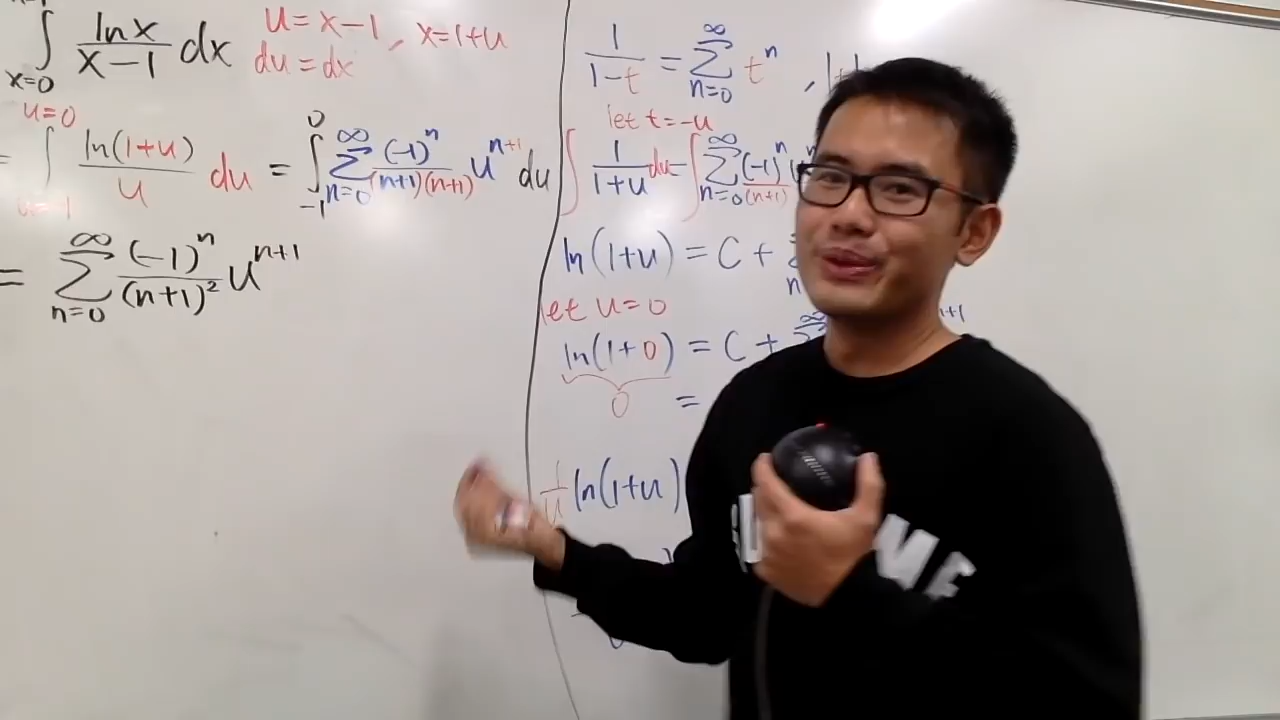 ∫ ln x / (x−1) dx
x=0
u = x−1, x=1+u
du = dx
u=0
= ∫ ln(1+u) / u du = ∫_{-1}^{0} ∑_{n=0}^{∞} (-1)^n / ((n+1)(n+1)) u^{n+1} du
= ∑_{n=0}^{∞} (-1)^n / (n+1)^2 u^{n+1}
1/(1−t) = ∑_{n=0}^{∞} t^n ,
let t=-u
∫ 1/(1+u) du = ∫ ∑_{n=0}^{∞} (-1)^n / (n+1)
ln(1+u) = C +
let u=0
ln(1+0) = C +
0 =
1/u ln(1+u)